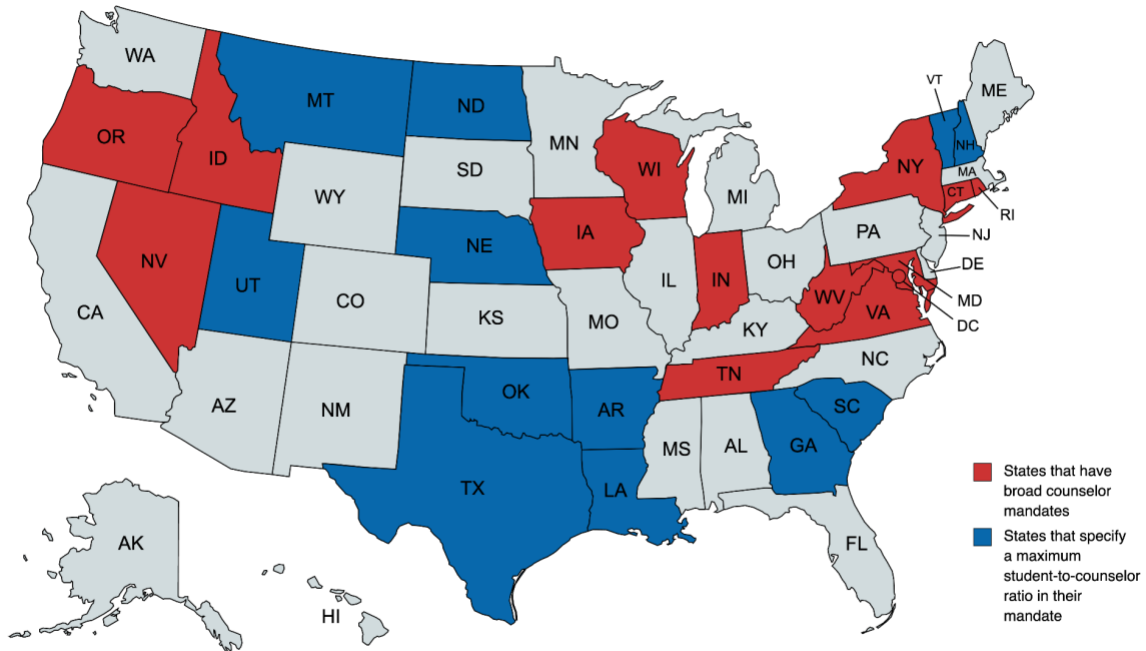 WA
MT
ND
MN
VT
ME
OR
ID
SD
WI
NY
NH
MA
CT
RI
WY
MI
NV
NE
IA
PA
NJ
UT
IL
IN
OH
DE
CA
CO
KS
MO
WV
VA
MD
DC
KY
TN
NC
AZ
NM
OK
AR
SC
MS
AL
GA
TX
LA
FL
AK
HI
States that have
broad counselor
mandates
States that specify
a maximum
student-to-counselor
ratio in their
mandate